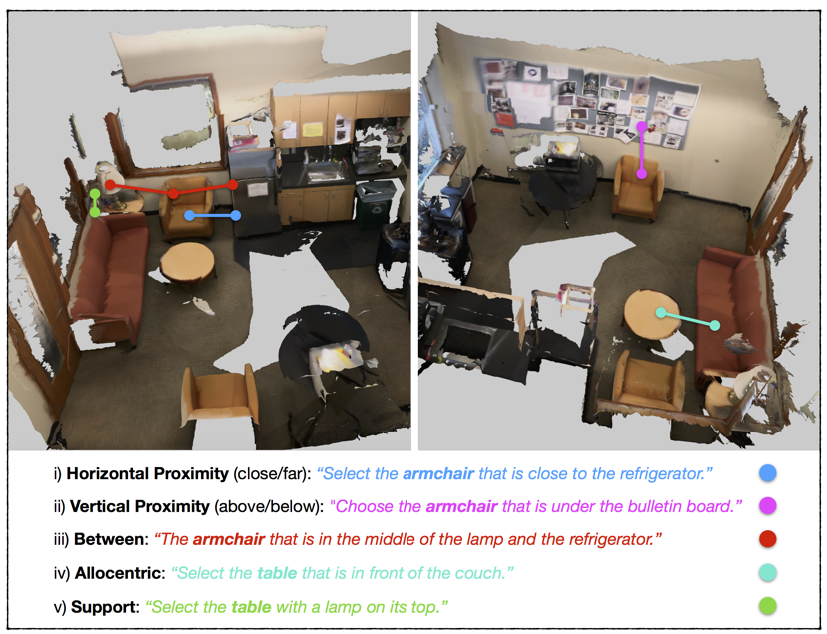 i) Horizontal Proximity (close/far): “Select the armchair that is close to the refrigerator.”
ii) Vertical Proximity (above/below): "Choose the armchair that is under the bulletin board.”
iii) Between: “The armchair that is in the middle of the lamp and the refrigerator.”
iv) Allocentric: “Select the table that is in front of the couch.”
v) Support: “Select the table with a lamp on its top.”